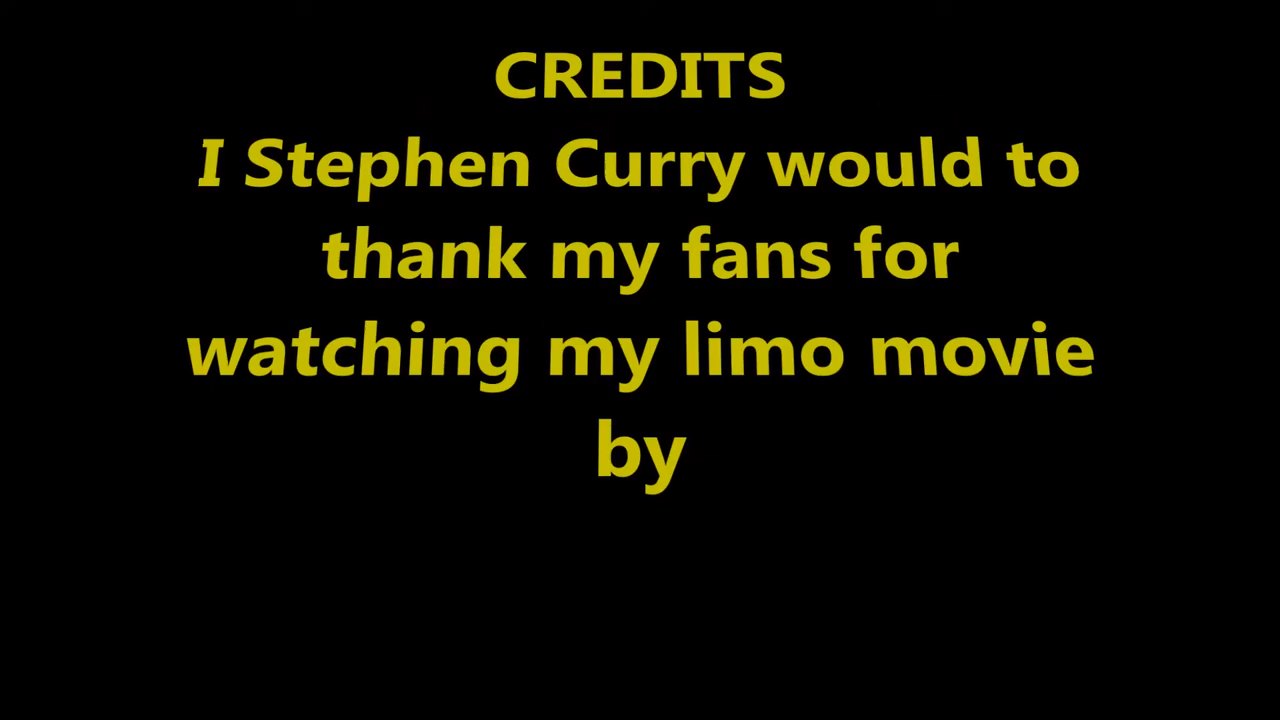 CREDITS
I Stephen Curry would to
thank my fans for
watching my limo movie
by